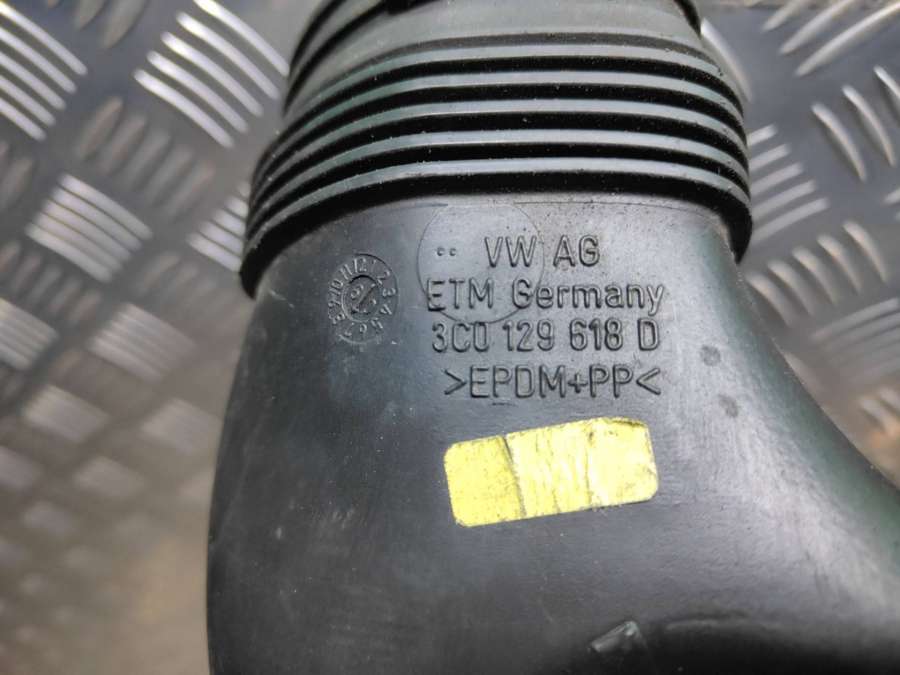 VW AG
ETM Germany
3C0 129 618 D
>EPDM+PP<